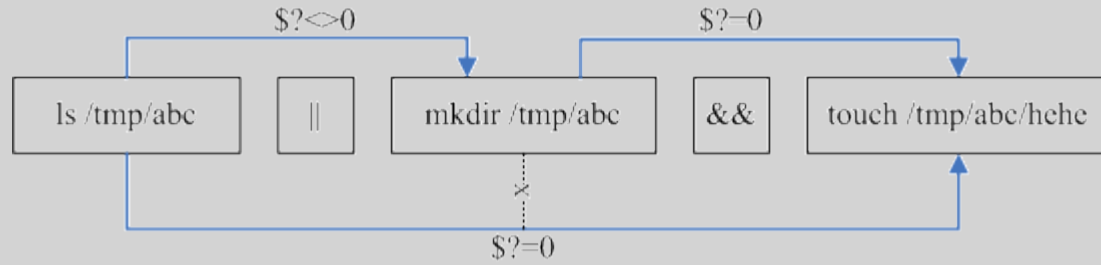 $?<>0
$?=0
ls /tmp/abc
||
mkdir /tmp/abc
&&
touch /tmp/abc/hehe
x
$?=0